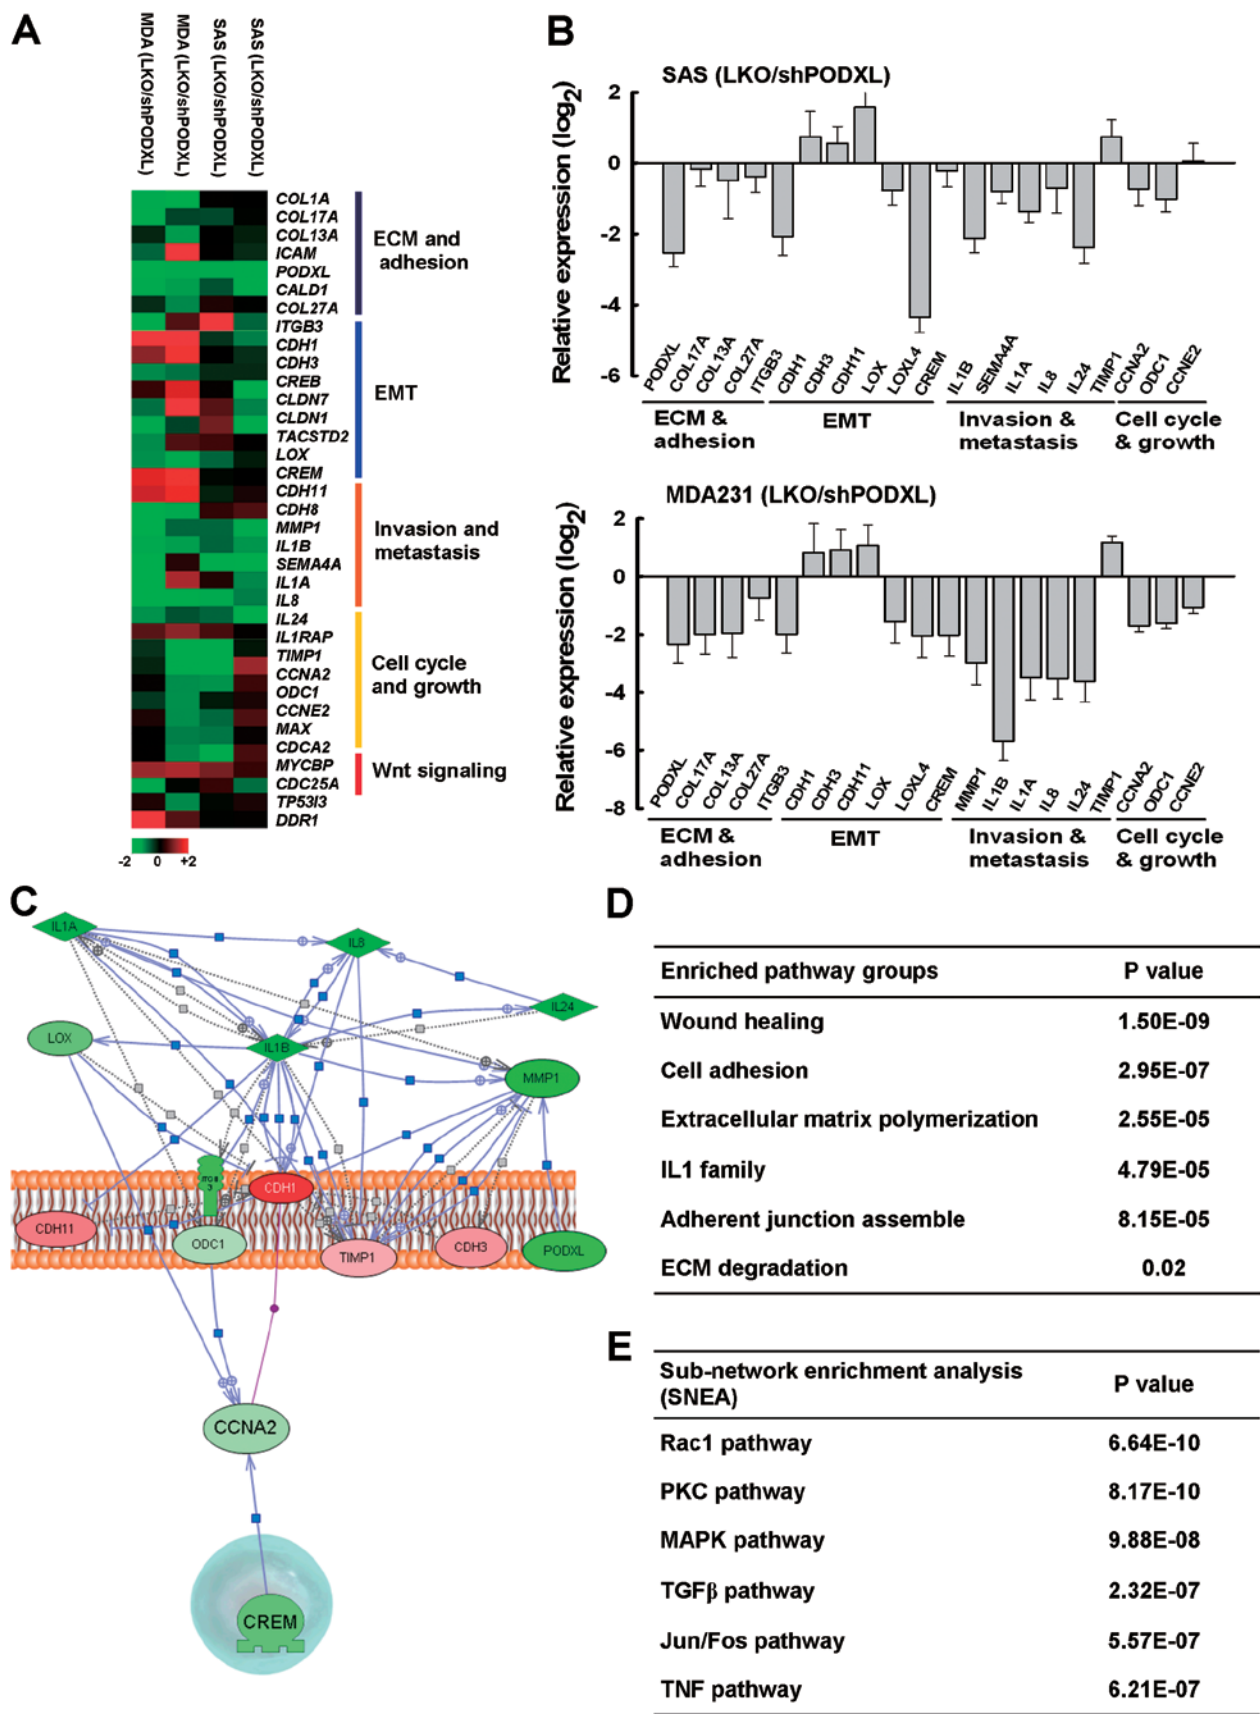 A
MDA (LKO/shPODXL)
MDA (LKO/shPODXL)
SAS (LKO/shPODXL)
SAS (LKO/shPODXL)
COL1A
COL17A
COL13A
ICAM
PODXL
CALD1
COL27A
ITGB3
CDH1
CDH3
CREB
CLDN7
CLDN1
TACSTD2
LOX
CREM
CDH11
CDH8
MMP1
IL1B
SEMA4A
IL1A
IL8
IL24
IL1RAP
TIMP1
CCNA2
ODC1
CCNE2
MAX
CDCA2
MYCBP
CDC25A
TP53I3
DDR1
ECM and
adhesion
EMT
Invasion and
metastasis
Cell cycle
and growth
Wnt signaling
-2 0 +2
B
SAS (LKO/shPODXL)
Relative expression (log2)
2
0
-2
-4
-6
PODXL COL17A COL13A COL27A ITGB3 CDH1 CDH3 CDH11 LOX LOXL4 CREM IL1B SEMA4A IL1A IL8 IL24 TIMP1 CCNA2 ODC1 CCNE2
ECM &
adhesion
EMT
Invasion &
metastasis
Cell cycle
& growth
MDA231 (LKO/shPODXL)
Relative expression (log2)
2
0
-2
-4
-6
-8
PODXL COL17A COL13A COL27A ITGB3 CDH1 CDH3 CDH11 LOX LOXL4 CREM MMP1 IL1B IL1A IL8 IL24 TIMP1 CCNA2 ODC1 CCNE2
ECM &
adhesion
EMT
Invasion &
metastasis
Cell cycle
& growth
C
IL1A
IL8
IL24
LOX
IL1B
MMP1
ITGB
3
CDH1
CDH11
ODC1
TIMP1
CDH3
PODXL
CCNA2
CREM
D
Enriched pathway groups P value
Wound healing 1.50E-09
Cell adhesion 2.95E-07
Extracellular matrix polymerization 2.55E-05
IL1 family 4.79E-05
Adherent junction assemble 8.15E-05
ECM degradation 0.02
E
Sub-network enrichment analysis
(SNEA) P value
Rac1 pathway 6.64E-10
PKC pathway 8.17E-10
MAPK pathway 9.88E-08
TGFβ pathway 2.32E-07
Jun/Fos pathway 5.57E-07
TNF pathway 6.21E-07